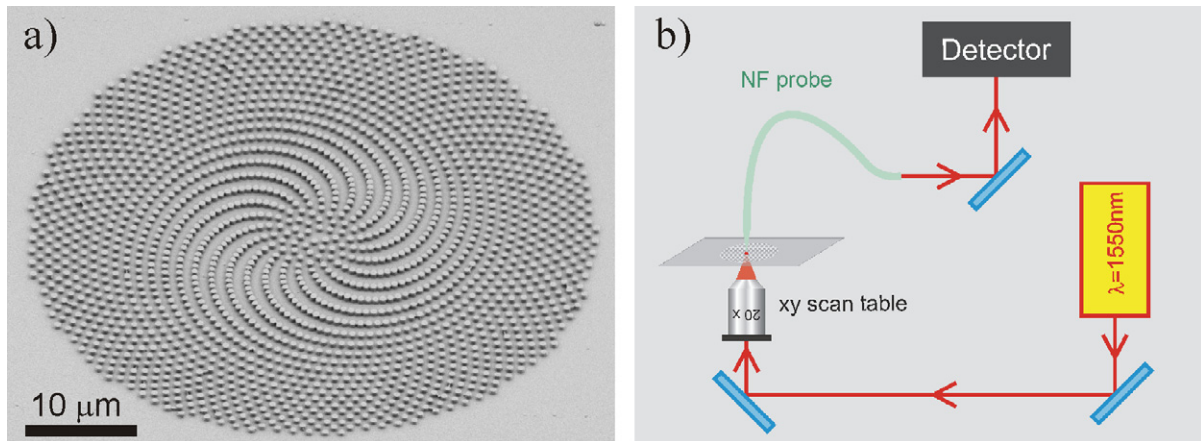 a)
10 μm
b)
Detector
NF probe
λ=1550nm
20 x
xy scan table